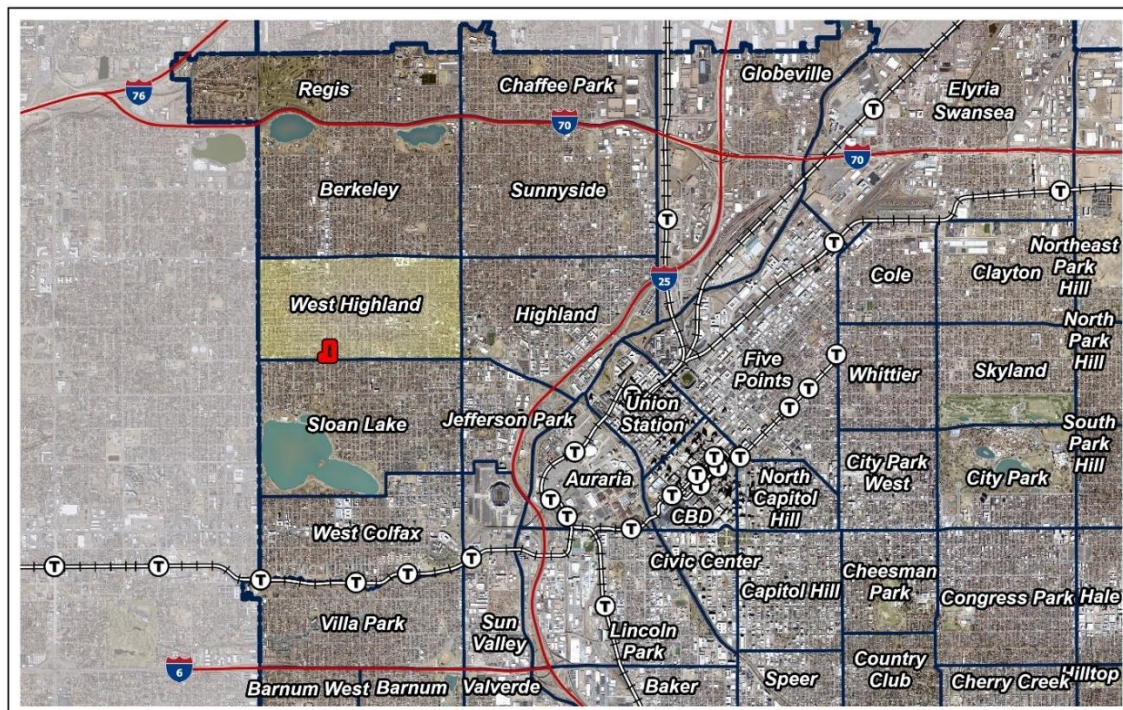 Regis
Chaffee Park
Globeville
Elyria
Swansea
76
70
70
Berkeley
Sunnyside
T
T
T
T
West Highland
Highland
25
Cole
Clayton
Northeast
Park
Hill
Sloan Lake
Jefferson Park
Union
Station
T
Five
Points
T
T
T
Whittier
Skyland
North Park
Hill
South
Park
Hill
Auraria
T
T
T
T
T
T
T
T
CBD
North
Capitol
Hill
City Park
West
City Park
West Colfax
T
T
T
T
T
T
T
T
Civic Center
Capitol Hill
Cheesman
Park
Congress Park
Hale
Villa Park
Sun
Valley
T
Lincoln
Park
6
Barnum West
Barnum
Valverde
Baker
Speer
Country
Club
Cherry Creek
Hilltop